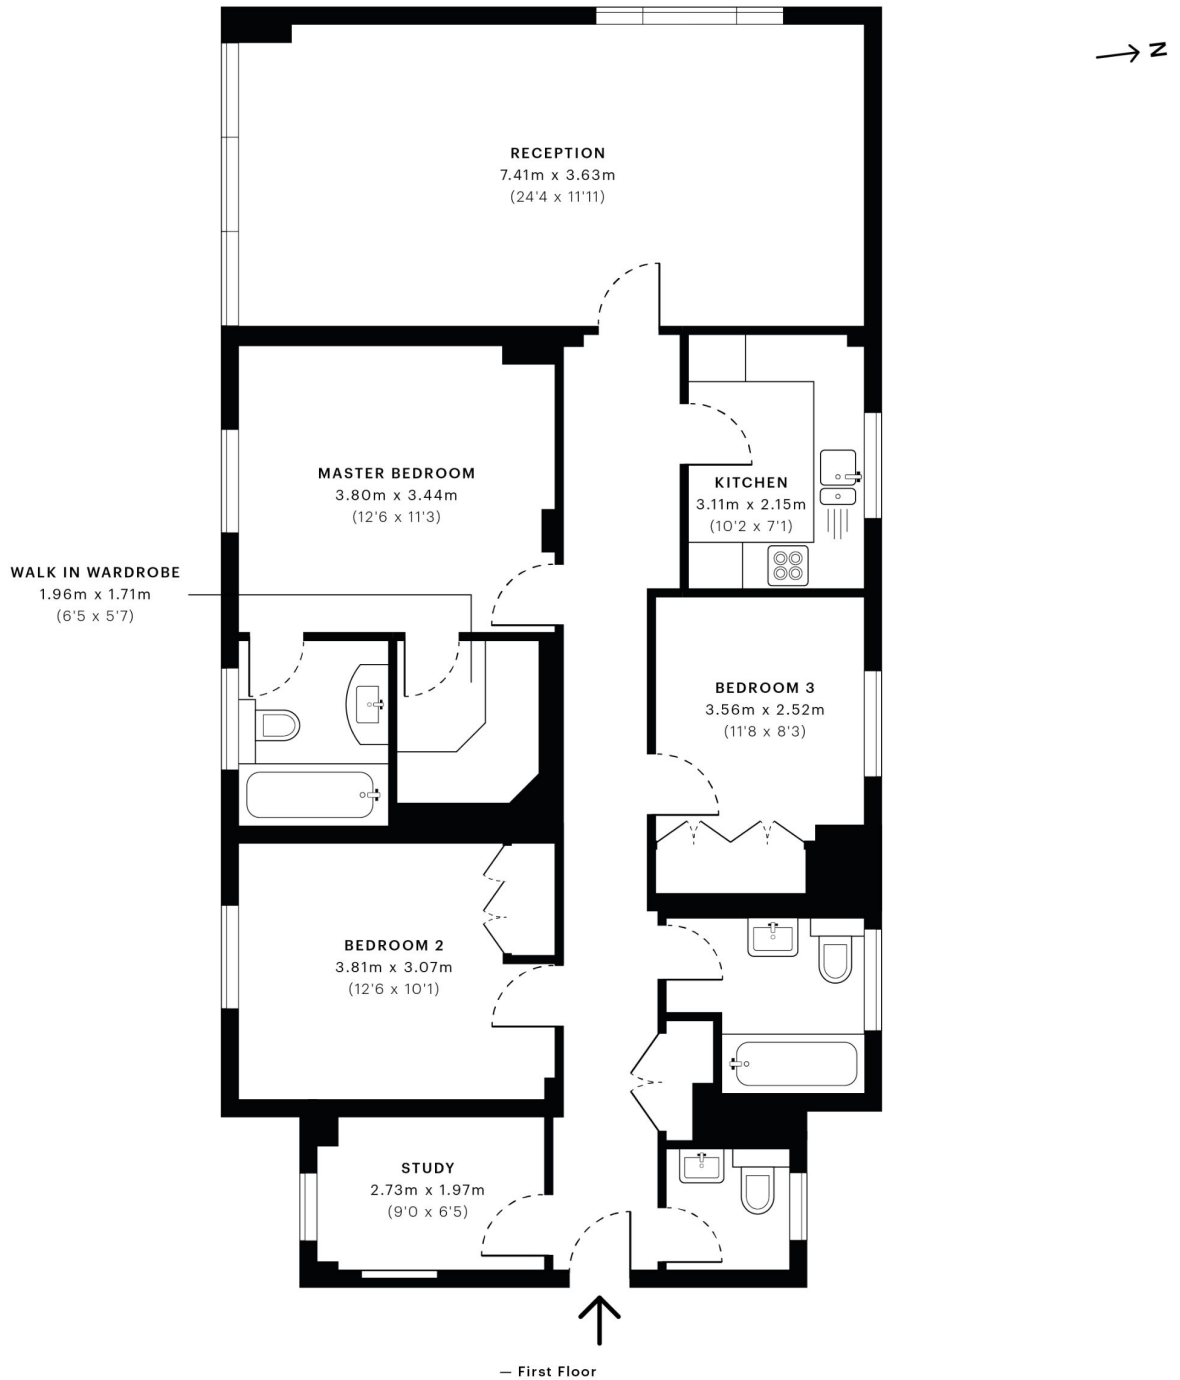 N
RECEPTION
7.41m x 3.63m
(24'4 x 11'11)
MASTER BEDROOM
3.80m x 3.44m
(12'6 x 11'3)
KITCHEN
3.11m x 2.15m
(10'2 x 7'1)
WALK IN WARDROBE
1.96m x 1.71m
(6'5 x 5'7)
BEDROOM 3
3.56m x 2.52m
(11'8 x 8'3)
BEDROOM 2
3.81m x 3.07m
(12'6 x 10'1)
STUDY
2.73m x 1.97m
(9'0 x 6'5)
— First Floor